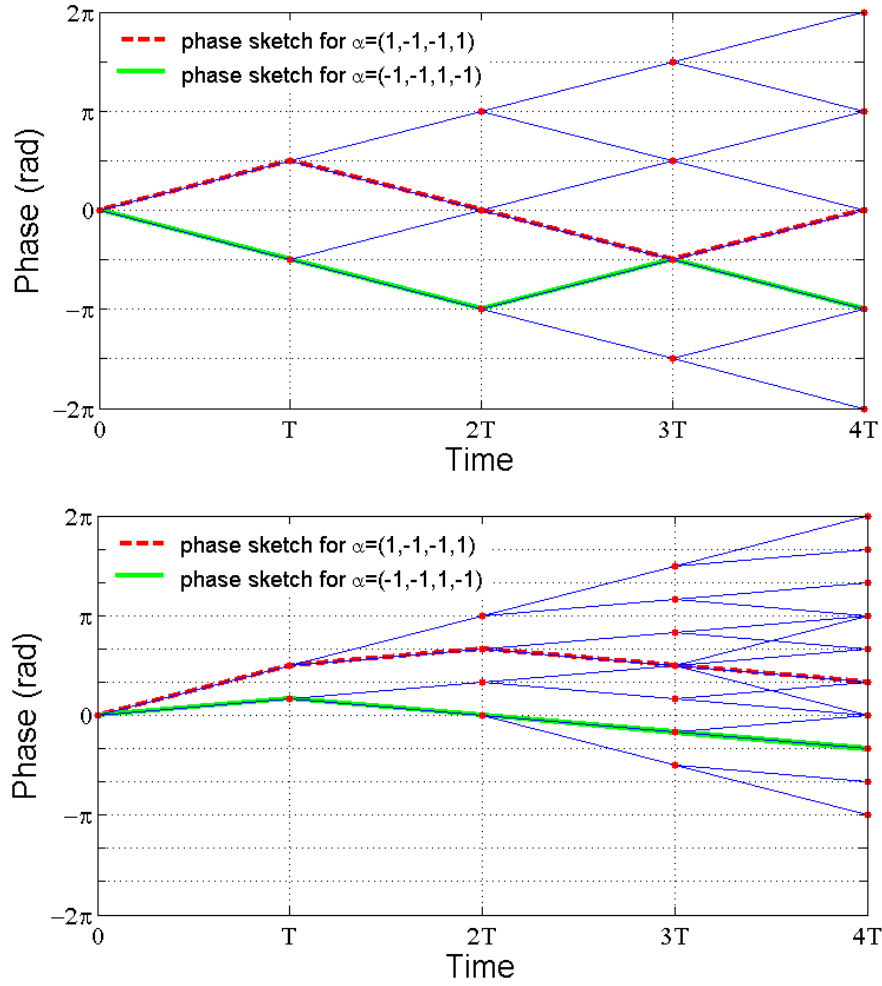 2π
phase sketch for α=(1,-1,-1,1)
phase sketch for α=(-1,-1,1,-1)
π
0
−π
−2π
Phase (rad)
0 T 2T 3T 4T
Time
2π
phase sketch for α=(1,-1,-1,1)
phase sketch for α=(-1,-1,1,-1)
π
0
−π
−2π
Phase (rad)
0 T 2T 3T 4T
Time